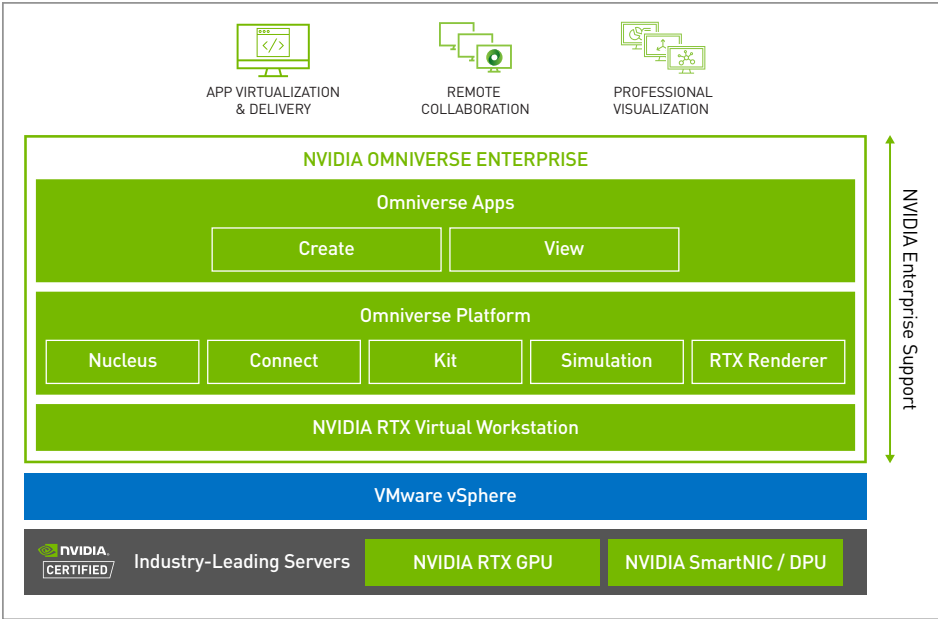 </>
APP VIRTUALIZATION
& DELIVERY
REMOTE
COLLABORATION
PROFESSIONAL
VISUALIZATION
NVIDIA OMNIVERSE ENTERPRISE
Omniverse Apps
Create
View
Omniverse Platform
Nucleus
Connect
Kit
Simulation
RTX Renderer
NVIDIA RTX Virtual Workstation
NVIDIA Enterprise Support
VMware vSphere
NVIDIA.
CERTIFIED
Industry-Leading Servers
NVIDIA RTX GPU
NVIDIA SmartNIC / DPU